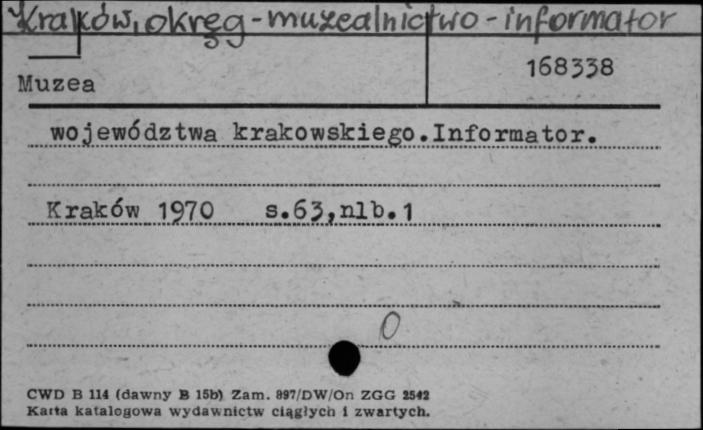 Kraków, okręg - muzealnictwo - informator
168338
Muzea
województwa krakowskiego.Informator.
Kraków 1970 s.63,nlb.1
0
CWD B 114 (dawny B 15b) Zam. 897/DW/On ZGG 2542
Karta katalogowa wydawnictw ciągłych i zwartych.